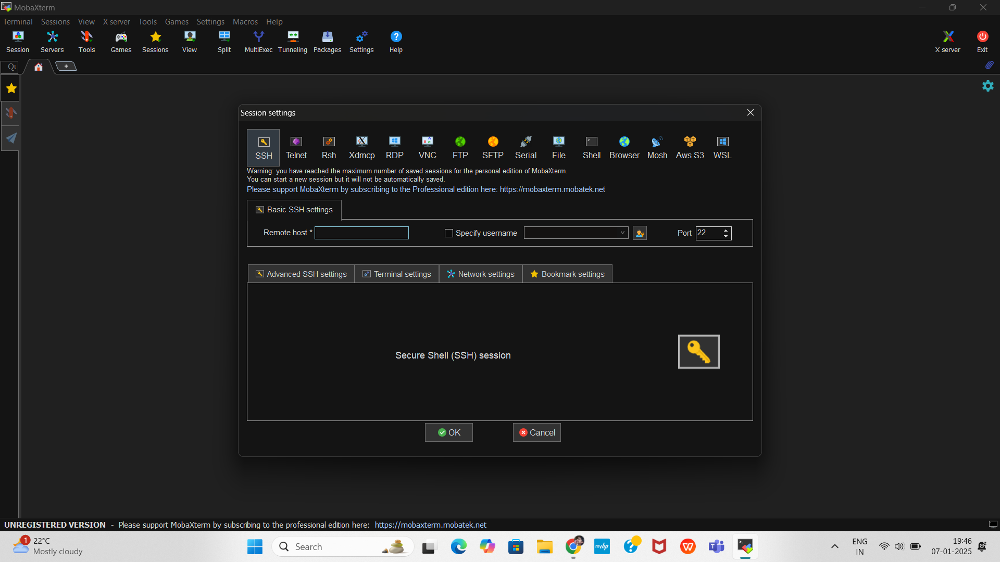 MobaXterm
Terminal Sessions View X server Tools Games Settings Macros Help
Session Servers Tools Games Sessions View Split MultiExec Tunneling Packages Settings Help X server Exit
Session settings
SSH Telnet Rsh Xdmcp RDP VNC FTP SFTP Serial File Shell Browser Mosh Aws S3 WSL
Warning: you have reached the maximum number of saved sessions for the personal edition of MobaXterm.
You can start a new session but it will not be automatically saved.
Please support MobaXterm by subscribing to the Professional edition here: https://mobaxterm.mobatek.net
Basic SSH settings
Remote host * Specify username Port 22
Advanced SSH settings Terminal settings Network settings Bookmark settings
Secure Shell (SSH) session
OK Cancel
UNREGISTERED VERSION - Please support MobaXterm by subscribing to the professional edition here: https://mobaxterm.mobatek.net
1 22°C
Mostly cloudy
Search
myhp
ENG
IN
19:46
07-01-2025